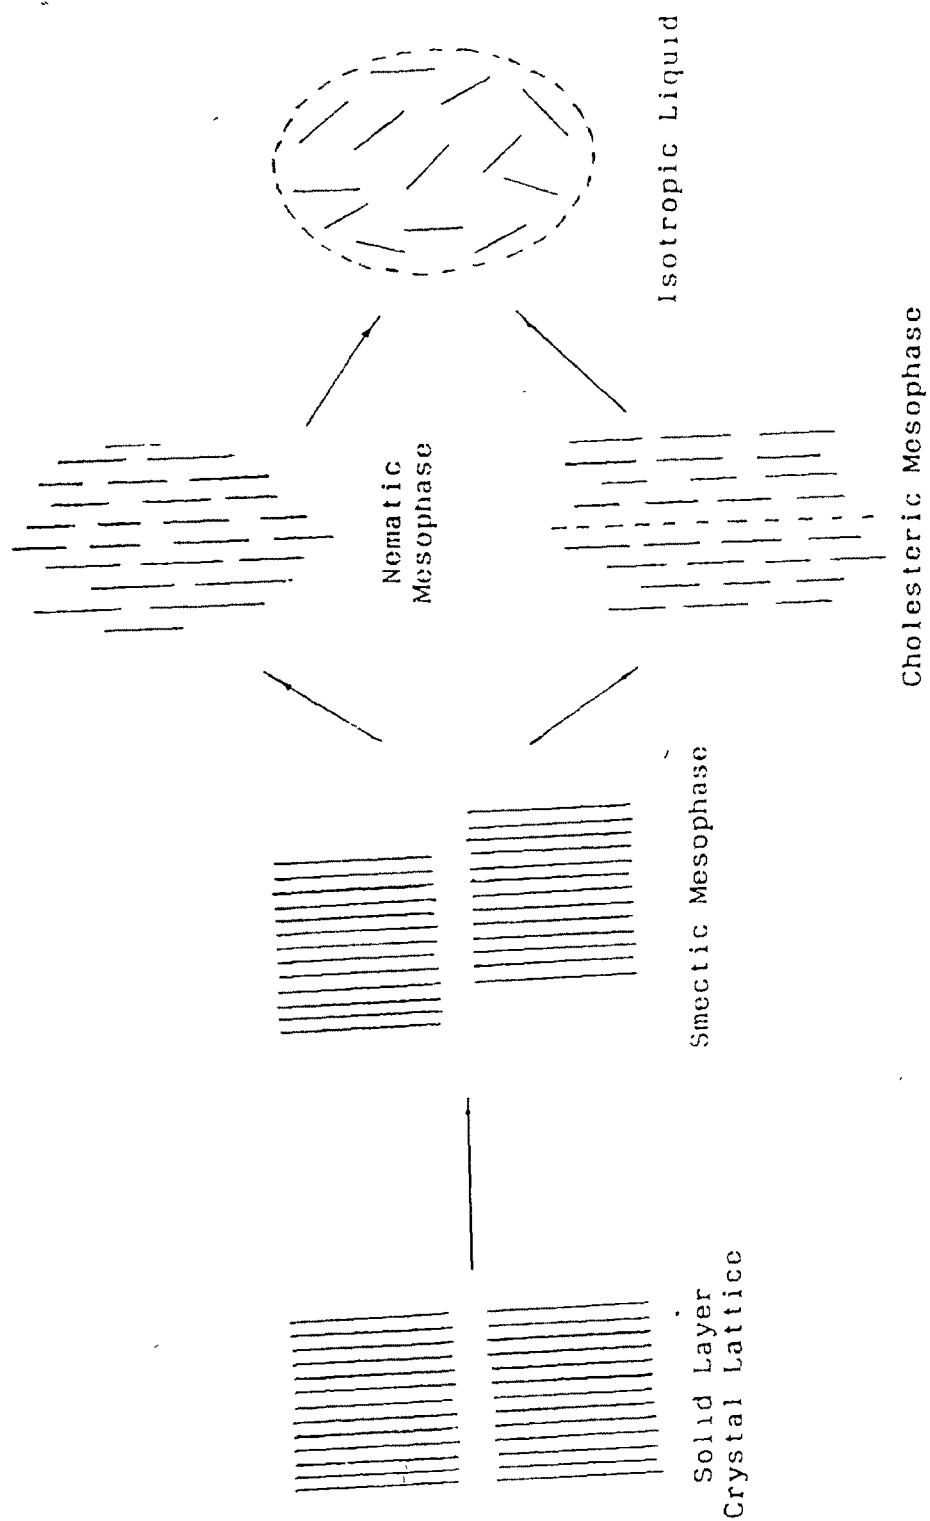 Solid Layer
Crystal Lattice
Smectic Mesophase
Nematic
Mesophase
Cholesteric Mesophase
Isotropic Liquid